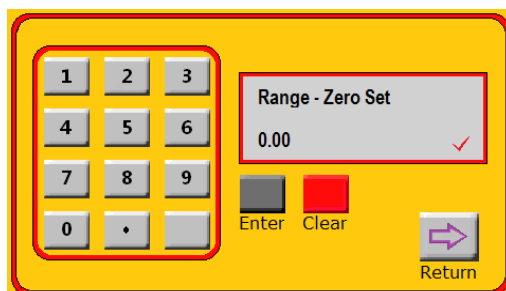 1 2 3
4 5 6
7 8 9
0 •
Range - Zero Set
0.00
Enter Clear
Return